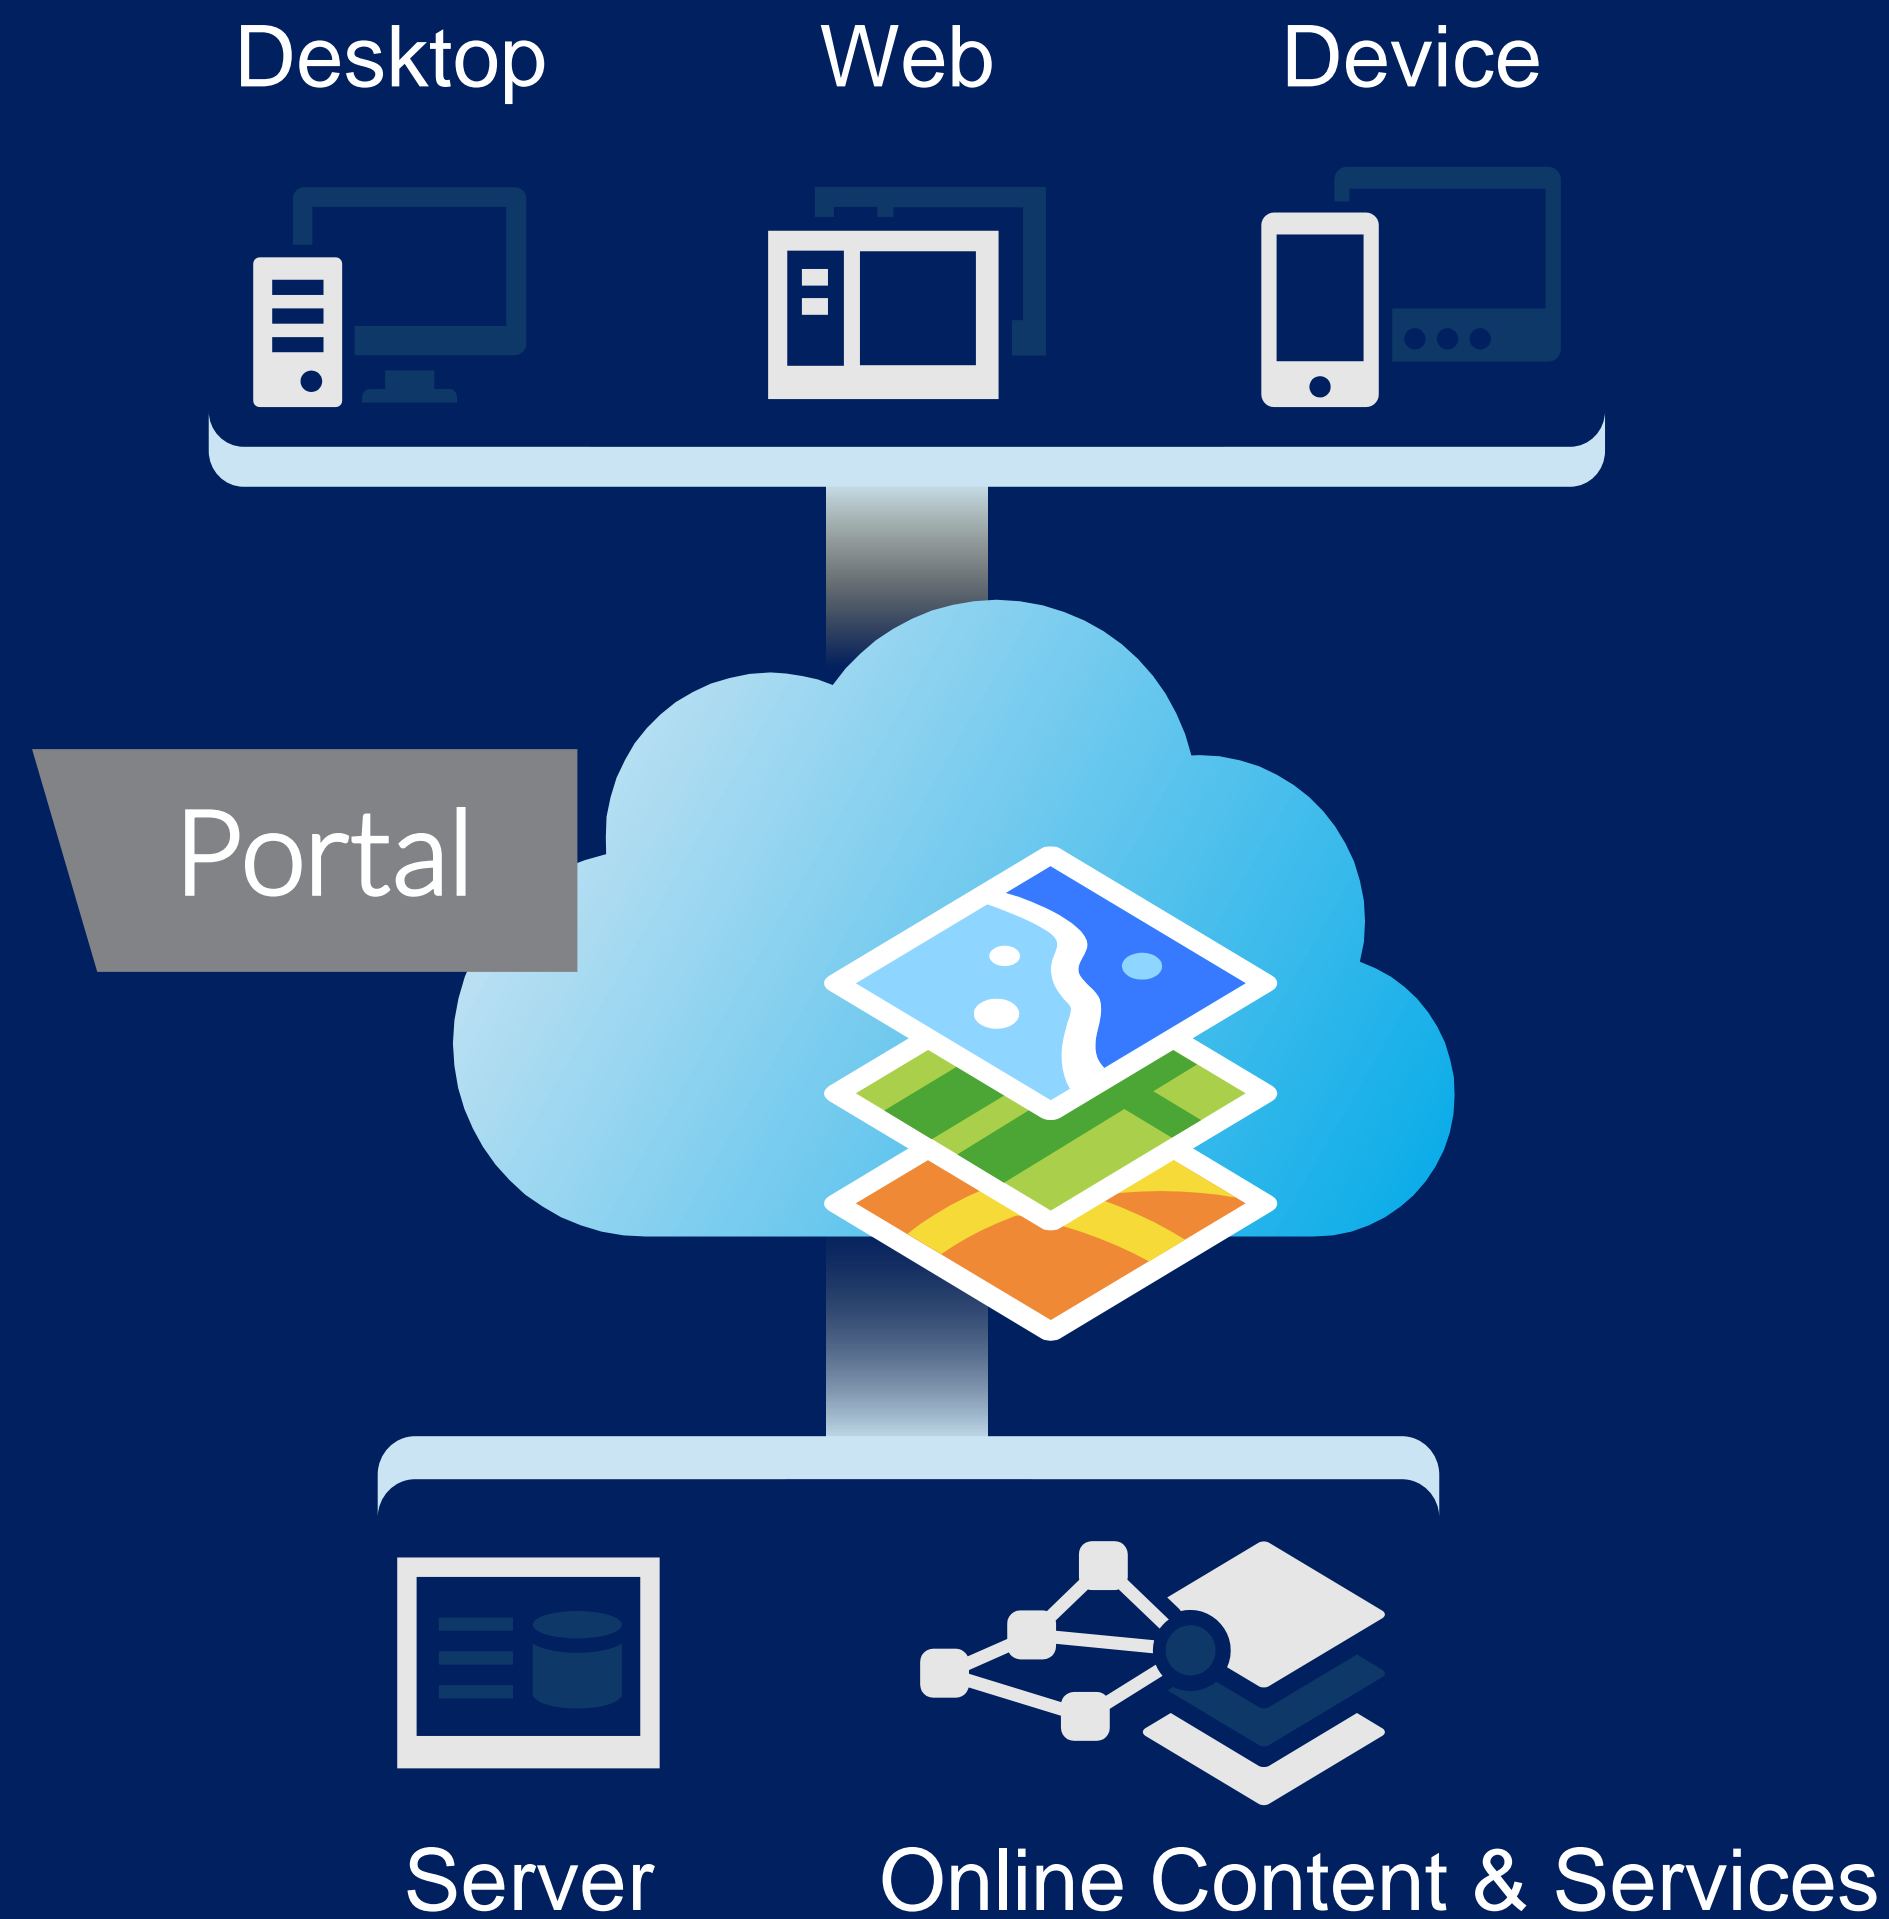 Desktop
Web
Device
Portal
Server
Online Content & Services